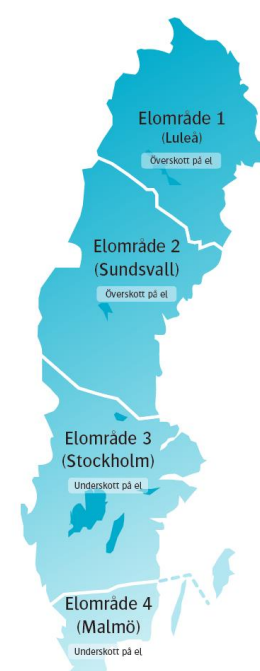 Elområde 1
(Luleå)
Överskott på el
Elområde 2
(Sundsvall)
Överskott på el
Elområde 3
(Stockholm)
Underskott på el
Elområde 4
(Malmö)
Underskott på el